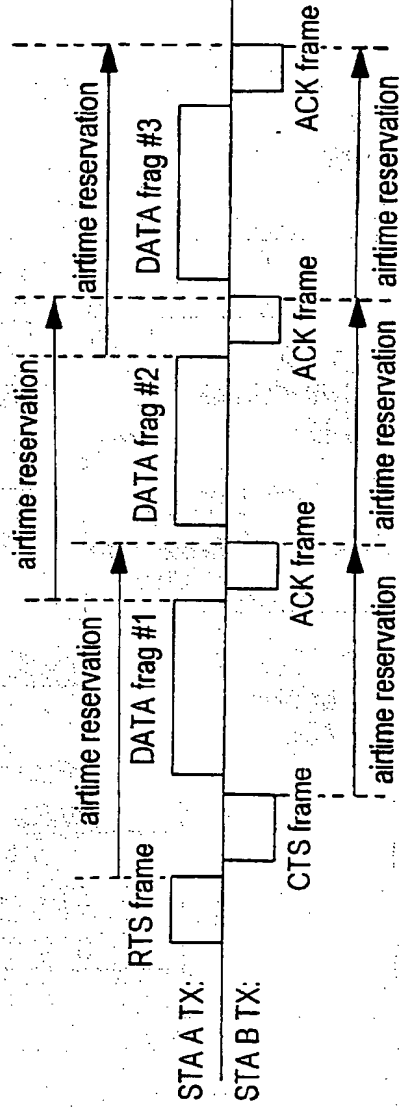 airtime reservation
airtime reservation
airtime reservation
STA A TX:
RTS frame
DATA frag #1
DATA frag #2
DATA frag #3
STA B TX:
CTS frame
ACK frame
ACK frame
ACK frame
airtime reservation
airtime reservation
airtime reservation